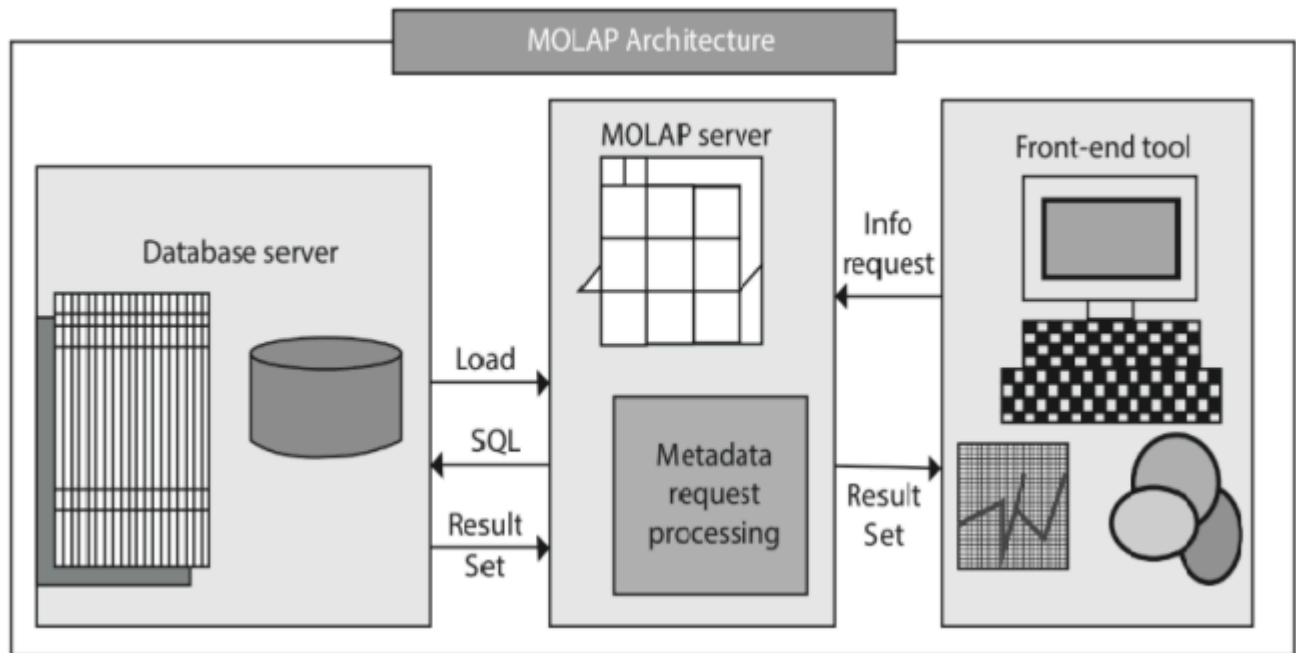 MOLAP Architecture
Database server
Load
SQL
Result
Set
MOLAP server
Metadata
request
processing
Info
request
Result
Set
Front-end tool